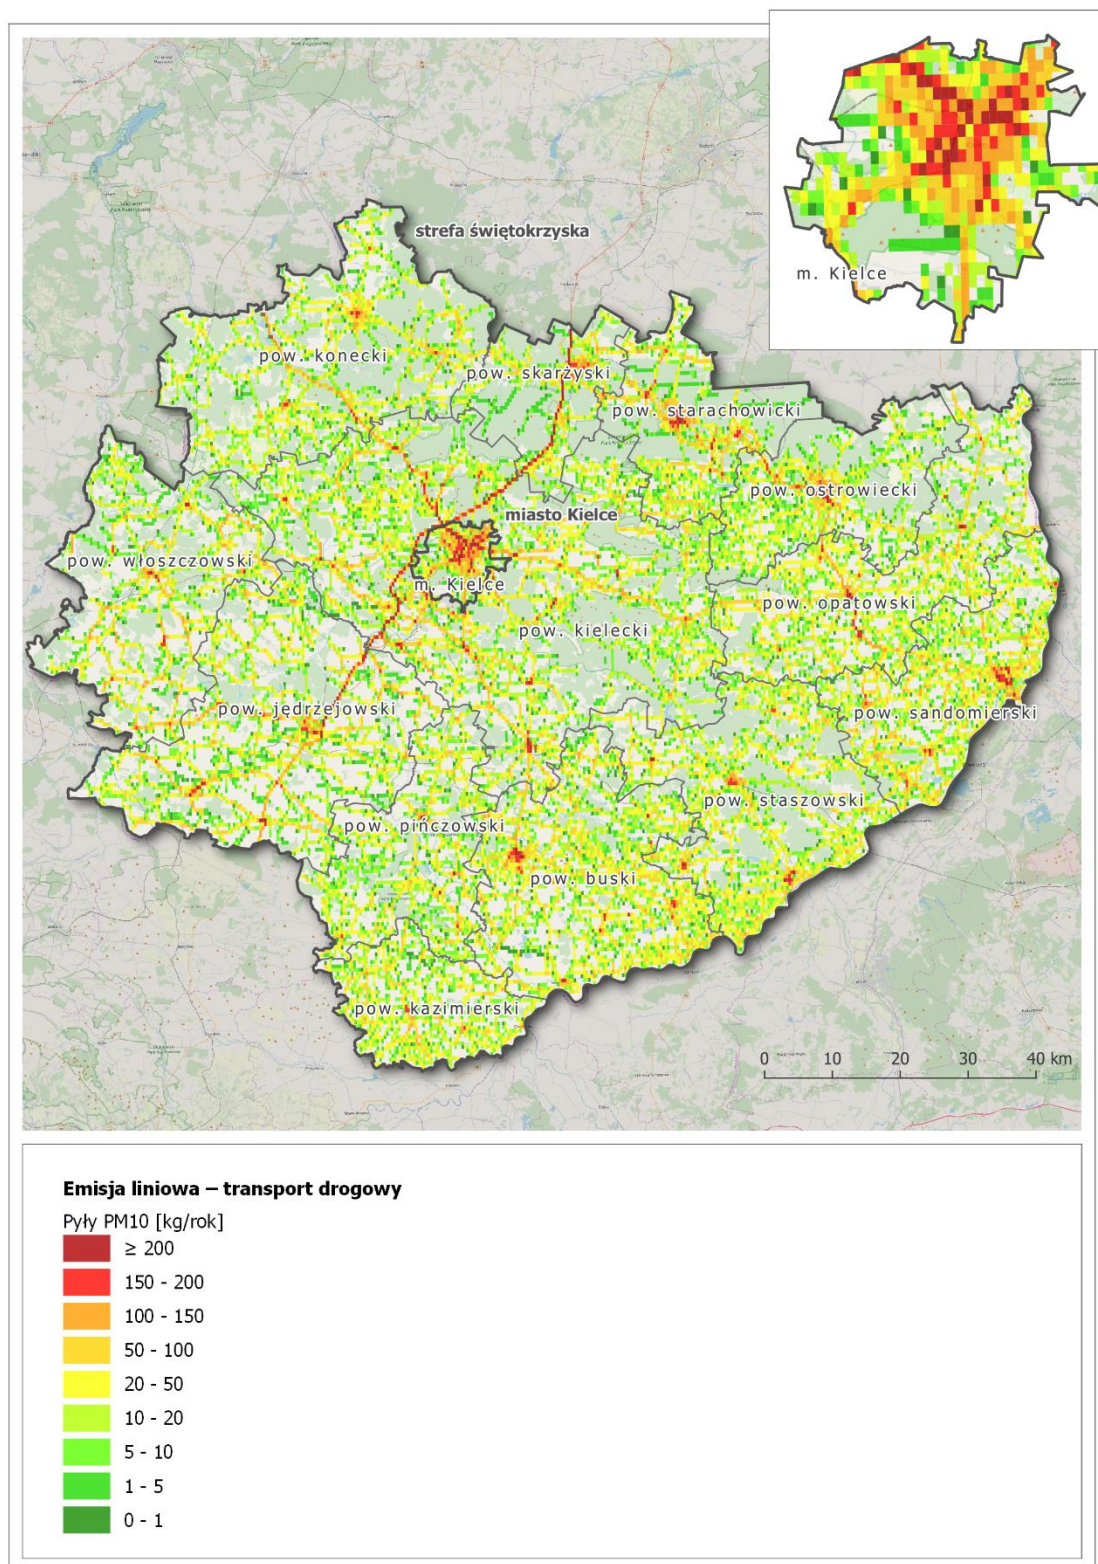 m. Kielce
strefa świętokrzyska
pow. konecki
pow. skarżyski
pow. starachowicki
pow. ostrowiecki
miasto Kielce
pow. włoszczowski
m. Kielce
pow. opatowski
pow. kielecki
pow. jędrzejowski
pow. sandomierski
pow. staszowski
pow. pińczowski
pow. buski
pow. kazimierski
0 10 20 30 40 km
Emisja liniowa – transport drogowy
Pyły PM10 [kg/rok]
≥ 200
150 - 200
100 - 150
50 - 100
20 - 50
10 - 20
5 - 10
1 - 5
0 - 1